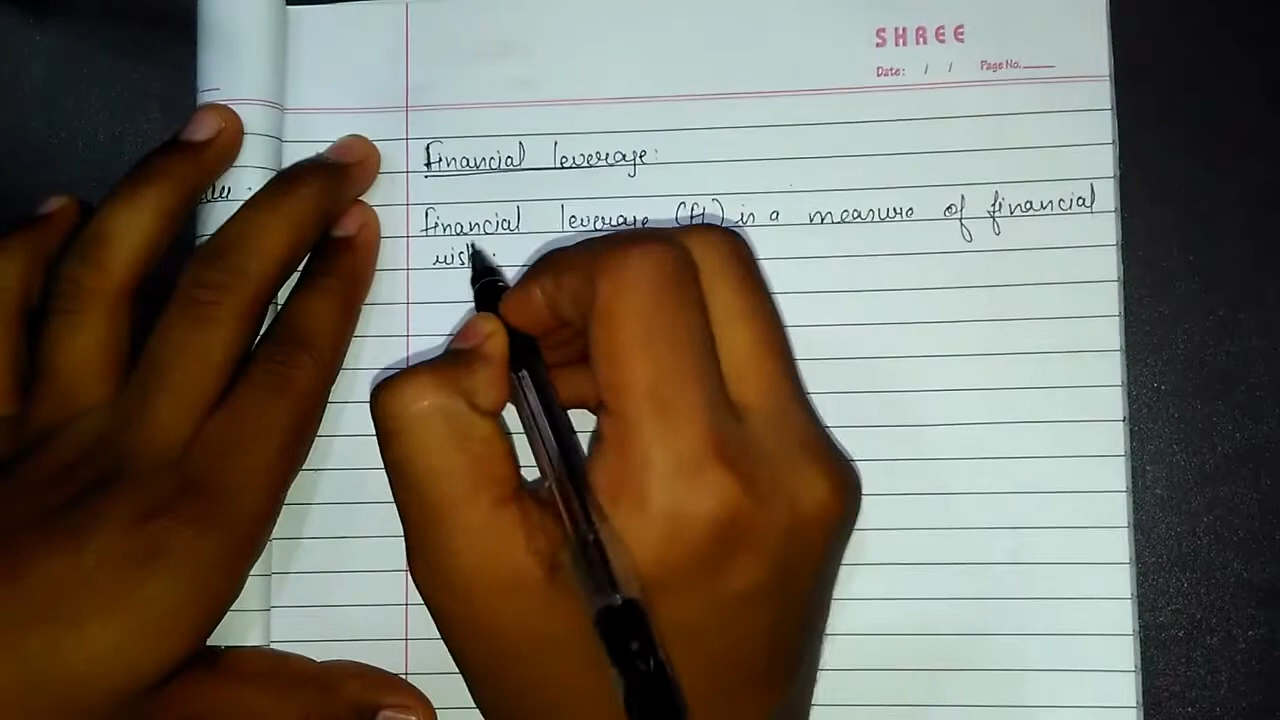 SHREE
Date: / / Page No.
Financial leverage:
Financial leverage (FL) is a measure of financial
risk.